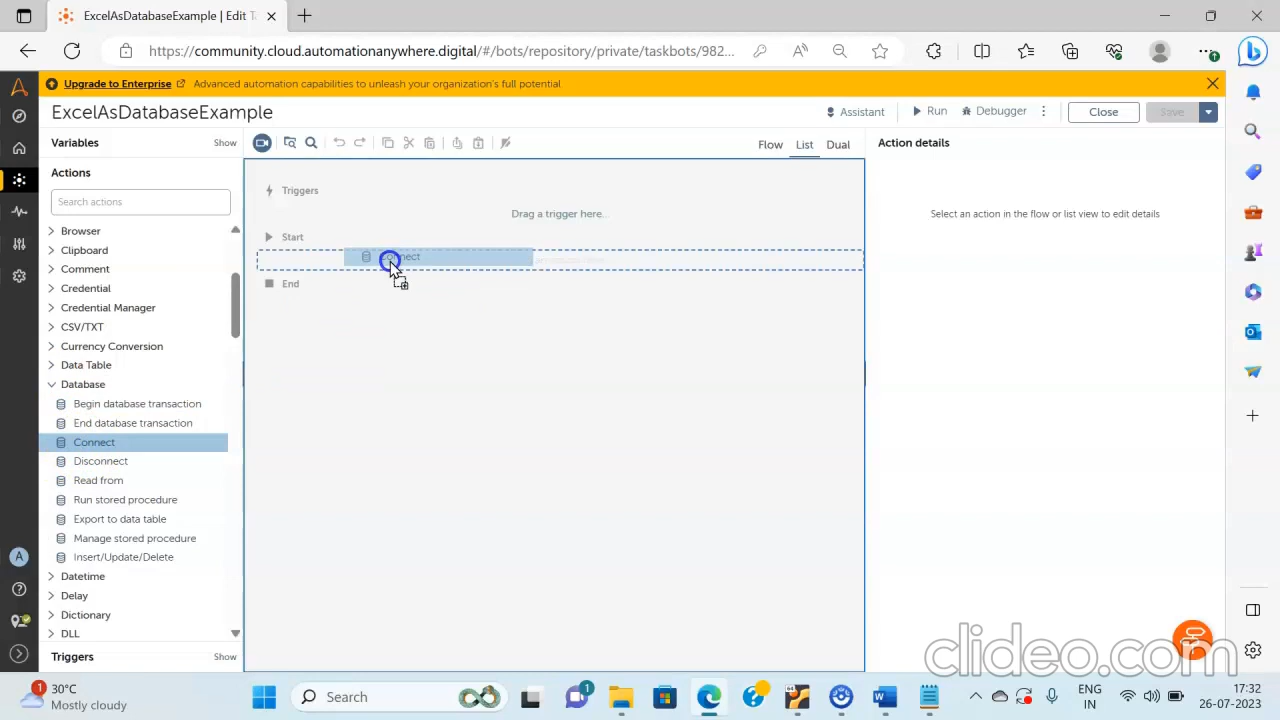 ExcelAsDatabaseExample | Edit T
https://community.cloud.automationanywhere.digital/#/bots/repository/private/taskbots/982...
Upgrade to Enterprise Advanced automation capabilities to unleash your organization's full potential.
ExcelAsDatabaseExample
Assistant
Run
Debugger
Close
Save
Variables
Show
Flow
List
Dual
Action details
Actions
Search actions
Browser
Clipboard
Comment
Credential
Credential Manager
CSV/TXT
Currency Conversion
Data Table
Database
Begin database transaction
End database transaction
Connect
Disconnect
Read from
Run stored procedure
Export to data table
Manage stored procedure
Insert/Update/Delete
Datetime
Delay
Dictionary
DLL
Triggers
Show
Triggers
Drag a trigger here...
Start
Connect
End
Select an action in the flow or list view to edit details
A
clideo.com
1
30°C
Mostly cloudy
Search
1
64
ENG
IN
17:32
26-07-2023